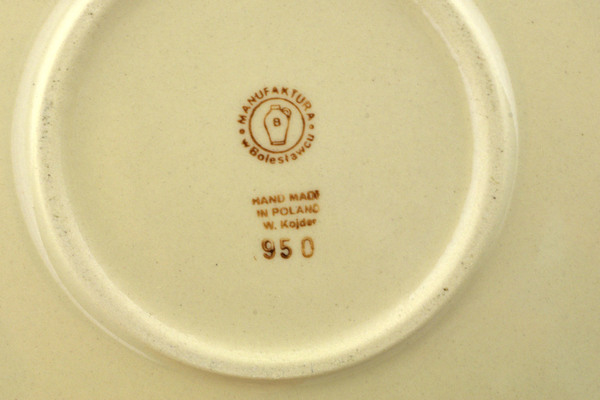 MANUFAKTURA
w Bolesławcu
B
HAND MADE
IN POLAND
W. Kojder
950